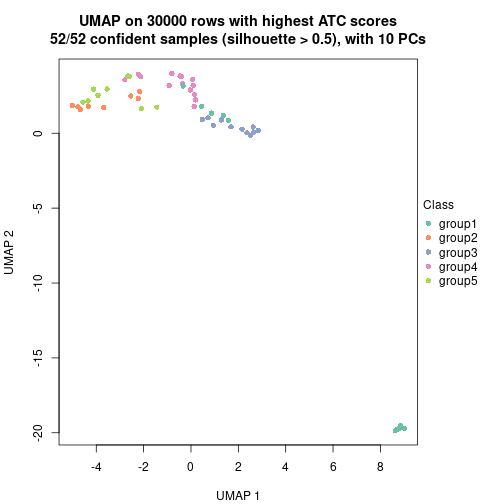 UMAP on 30000 rows with highest ATC scores
52/52 confident samples (silhouette > 0.5), with 10 PCs
0
-5
-10
-15
-20
UMAP 2
-4
-2
0
2
4
6
8
UMAP 1
Class
group1
group2
group3
group4
group5